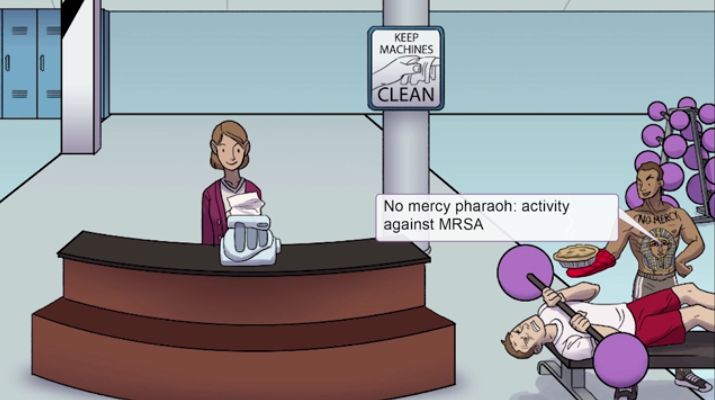 KEEP
MACHINES
CLEAN
No mercy pharaoh: activity
against MRSA
NO MERCY